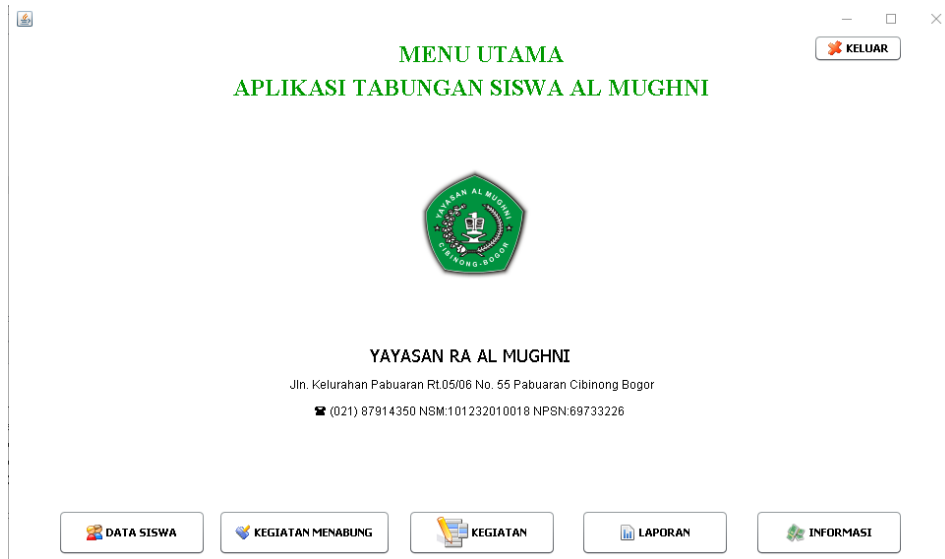 KELUAR
MENU UTAMA
APLIKASI TABUNGAN SISWA AL MUGHNI
YAYASAN AL MUGHNI
CIBINONG-BOGOR
YAYASAN RA AL MUGHNI
Jln. Kelurahan Pabuaran Rt.05/06 No. 55 Pabuaran Cibinong Bogor
☎ (021) 87914350 NSM:101232010018 NPSN:69733226
DATA SISWA
KEGIATAN MENABUNG
KEGIATAN
LAPORAN
INFORMASI